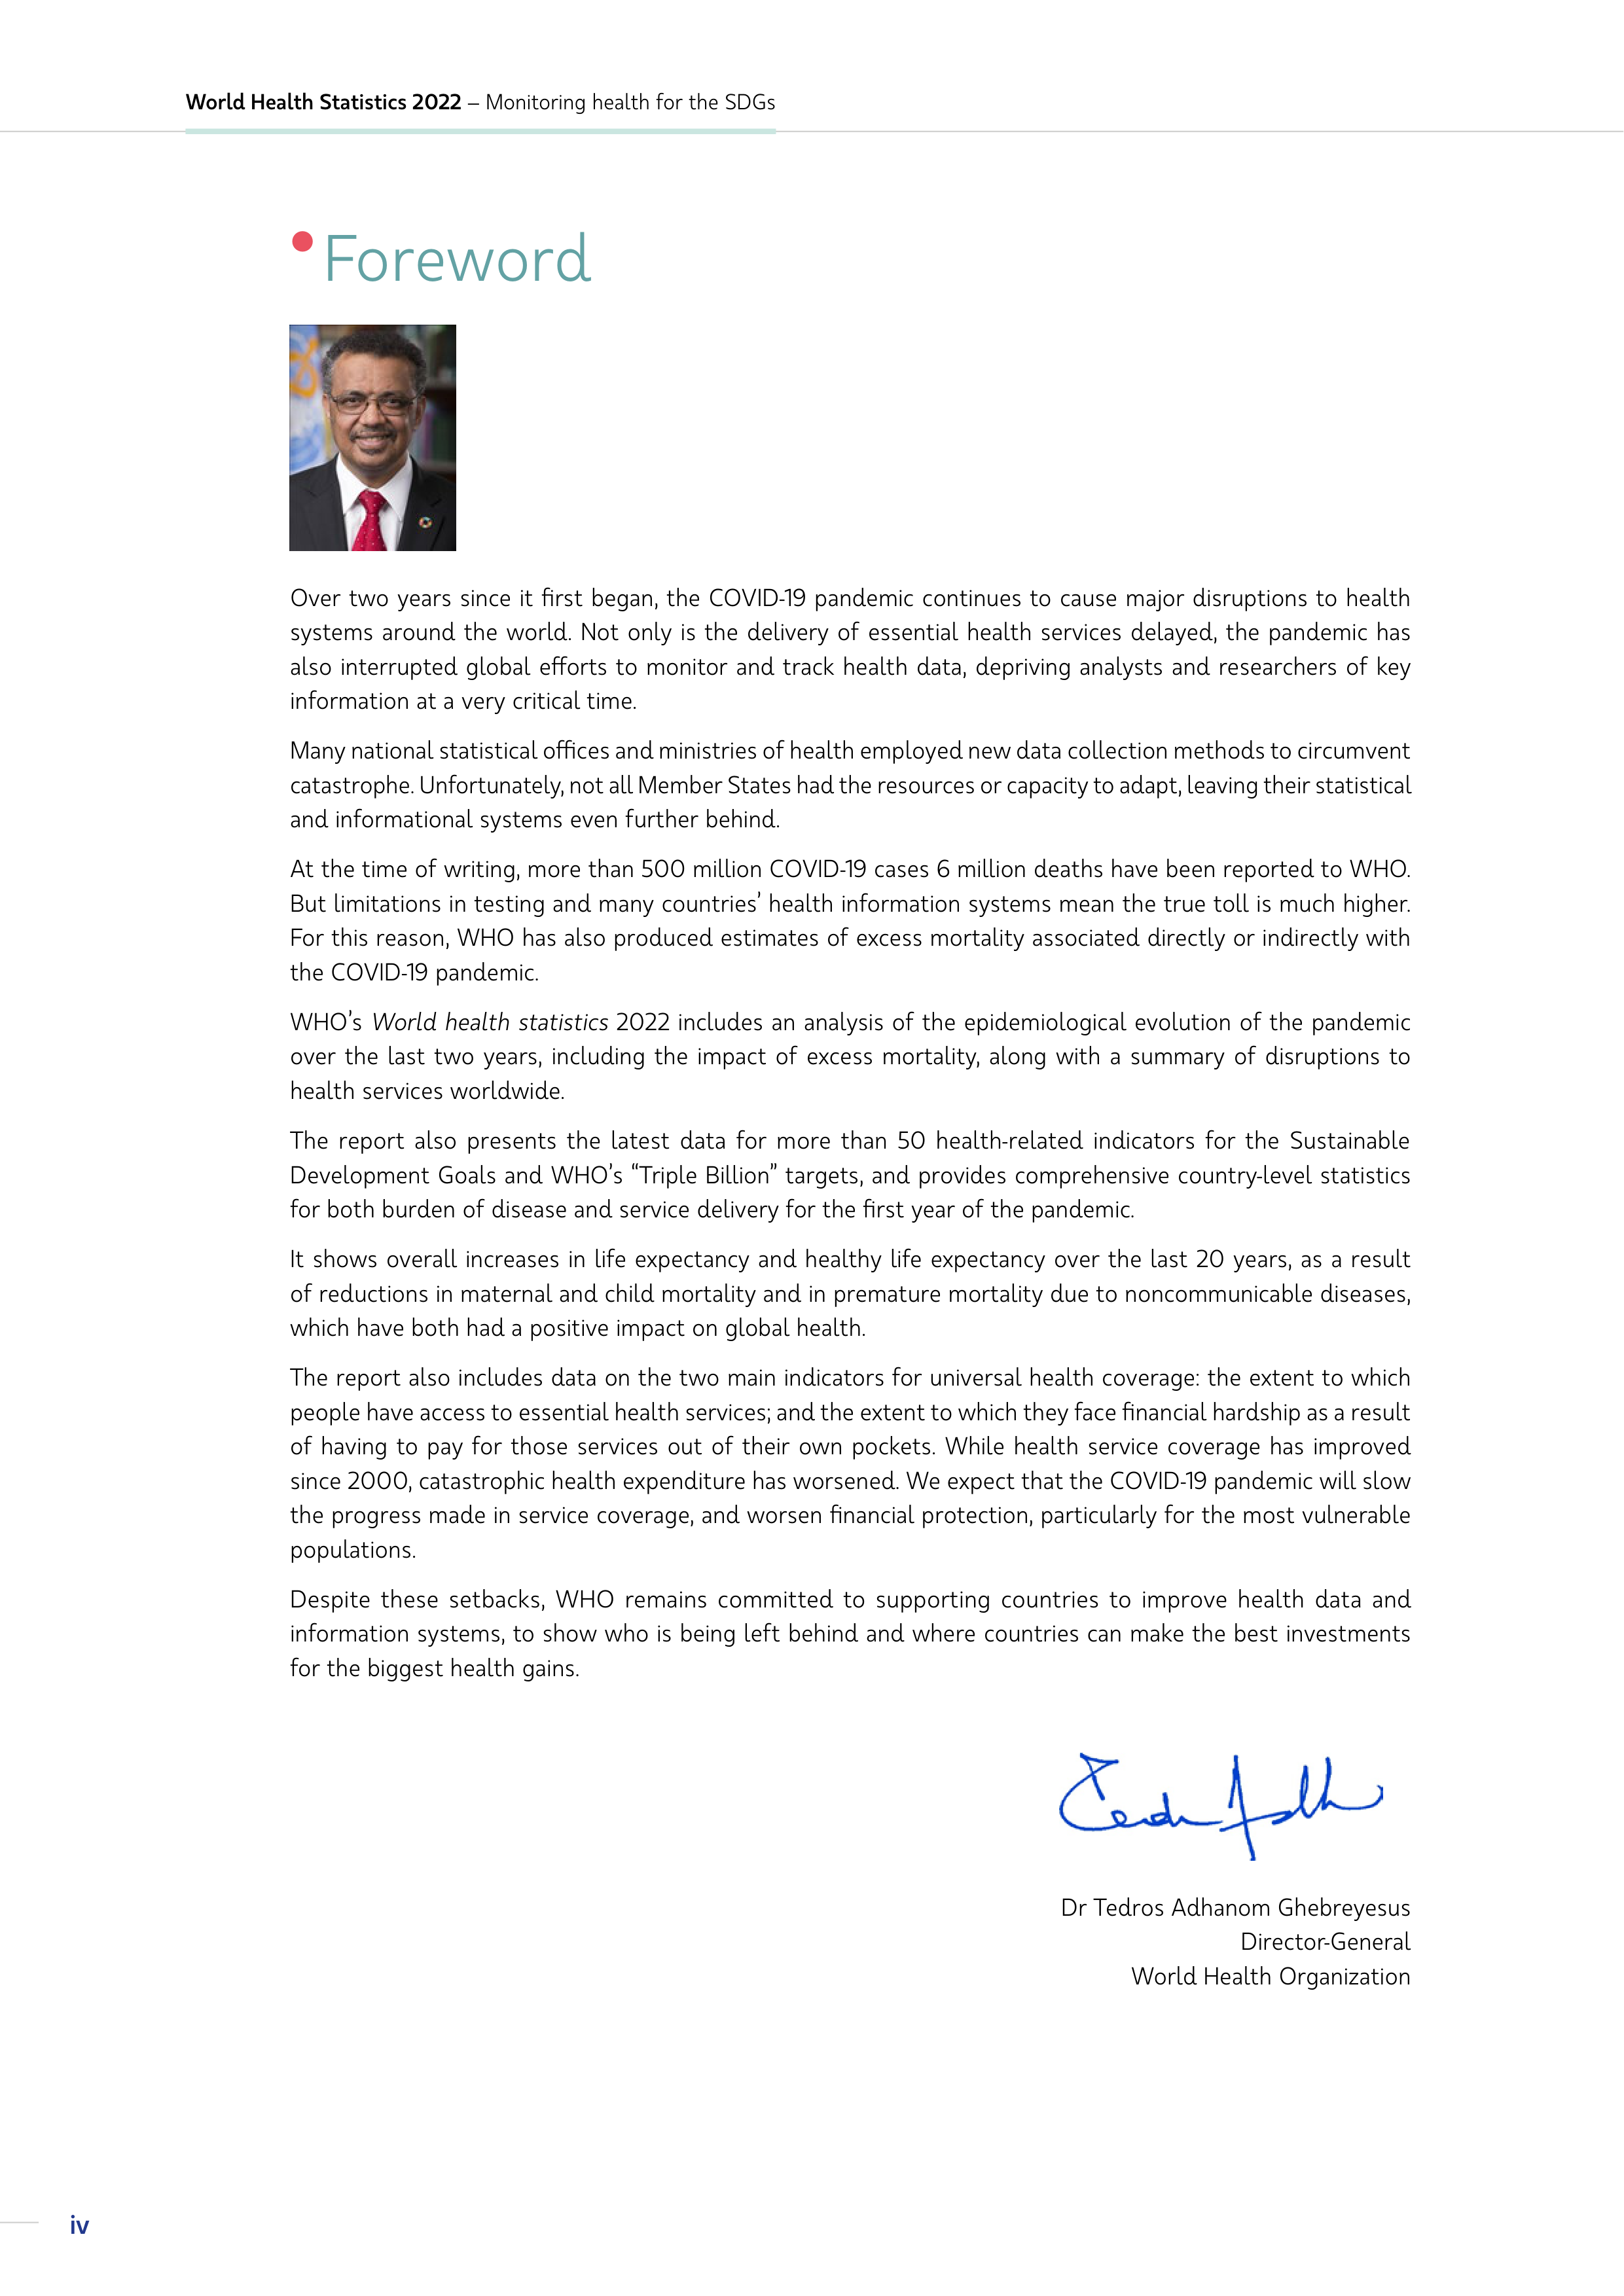 World Health Statistics 2022 – Monitoring health for the SDGs
Foreword
Over two years since it first began, the COVID-19 pandemic continues to cause major disruptions to health
systems around the world. Not only is the delivery of essential health services delayed, the pandemic has
also interrupted global efforts to monitor and track health data, depriving analysts and researchers of key
information at a very critical time.
Many national statistical offices and ministries of health employed new data collection methods to circumvent
catastrophe. Unfortunately, not all Member States had the resources or capacity to adapt, leaving their statistical
and informational systems even further behind.
At the time of writing, more than 500 million COVID-19 cases 6 million deaths have been reported to WHO.
But limitations in testing and many countries’ health information systems mean the true toll is much higher.
For this reason, WHO has also produced estimates of excess mortality associated directly or indirectly with
the COVID-19 pandemic.
WHO’s World health statistics 2022 includes an analysis of the epidemiological evolution of the pandemic
over the last two years, including the impact of excess mortality, along with a summary of disruptions to
health services worldwide.
The report also presents the latest data for more than 50 health-related indicators for the Sustainable
Development Goals and WHO’s “Triple Billion” targets, and provides comprehensive country-level statistics
for both burden of disease and service delivery for the first year of the pandemic.
It shows overall increases in life expectancy and healthy life expectancy over the last 20 years, as a result
of reductions in maternal and child mortality and in premature mortality due to noncommunicable diseases,
which have both had a positive impact on global health.
The report also includes data on the two main indicators for universal health coverage: the extent to which
people have access to essential health services; and the extent to which they face financial hardship as a result
of having to pay for those services out of their own pockets. While health service coverage has improved
since 2000, catastrophic health expenditure has worsened. We expect that the COVID-19 pandemic will slow
the progress made in service coverage, and worsen financial protection, particularly for the most vulnerable
populations.
Despite these setbacks, WHO remains committed to supporting countries to improve health data and
information systems, to show who is being left behind and where countries can make the best investments
for the biggest health gains.
Dr Tedros Adhanom Ghebreyesus
Director-General
World Health Organization
iv